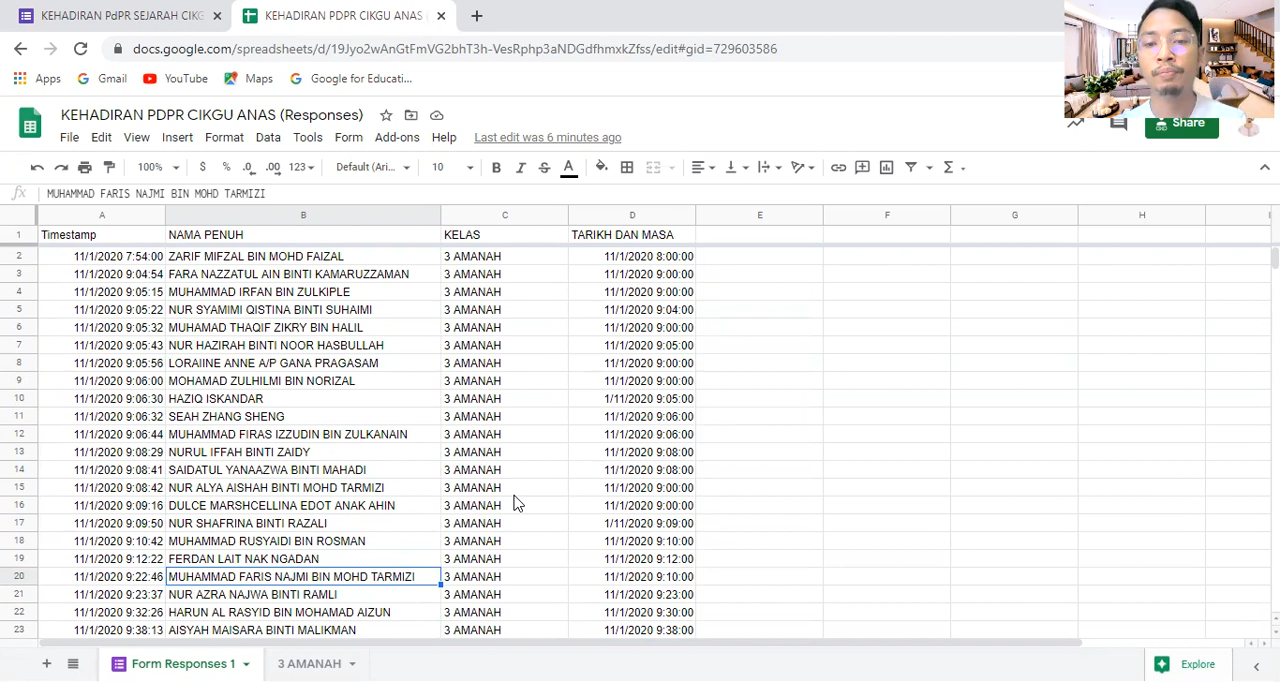 KEHADIRAN PdPR SEJARAH CIKG
KEHADIRAN PDPR CIKGU ANAS (
docs.google.com/spreadsheets/d/19Jyo2wAnGtFmVG2bhT3h-VesRphp3aNDGdfhmxkZfss/edit#gid=729603586
Apps Gmail YouTube Maps Google for Educati...
KEHADIRAN PDPR CIKGU ANAS (Responses)
File Edit View Insert Format Data Tools Form Add-ons Help Last edit was 6 minutes ago
Share
100% $ % .0 .00 123 Default (Ari... 10 B I S A Σ
fx MUHAMMAD FARIS NAJMI BIN MOHD TARMIZI
A B C D E F G H I
1 Timestamp NAMA PENUH KELAS TARIKH DAN MASA
2 11/1/2020 7:54:00 ZARIF MIFZAL BIN MOHD FAIZAL 3 AMANAH 11/1/2020 8:00:00
3 11/1/2020 9:04:54 FARA NAZZATUL AIN BINTI KAMARUZZAMAN 3 AMANAH 11/1/2020 9:00:00
4 11/1/2020 9:05:15 MUHAMMAD IRFAN BIN ZULKIPLE 3 AMANAH 11/1/2020 9:00:00
5 11/1/2020 9:05:22 NUR SYAMIMI QISTINA BINTI SUHAIMI 3 AMANAH 11/1/2020 9:04:00
6 11/1/2020 9:05:32 MUHAMAD THAQIF ZIKRY BIN HALIL 3 AMANAH 11/1/2020 9:00:00
7 11/1/2020 9:05:43 NUR HAZIRAH BINTI NOOR HASBULLAH 3 AMANAH 11/1/2020 9:05:00
8 11/1/2020 9:05:56 LORAIINE ANNE A/P GANA PRAGASAM 3 AMANAH 11/1/2020 9:00:00
9 11/1/2020 9:06:00 MOHAMAD ZULHILMI BIN NORIZAL 3 AMANAH 11/1/2020 9:00:00
10 11/1/2020 9:06:30 HAZIQ ISKANDAR 3 AMANAH 1/11/2020 9:05:00
11 11/1/2020 9:06:32 SEAH ZHANG SHENG 3 AMANAH 11/1/2020 9:06:00
12 11/1/2020 9:06:44 MUHAMMAD FIRAS IZZUDIN BIN ZULKANAIN 3 AMANAH 11/1/2020 9:06:00
13 11/1/2020 9:08:29 NURUL IFFAH BINTI ZAIDY 3 AMANAH 11/1/2020 9:08:00
14 11/1/2020 9:08:41 SAIDATUL YANAAZWA BINTI MAHADI 3 AMANAH 11/1/2020 9:08:00
15 11/1/2020 9:08:42 NUR ALYA AISHAH BINTI MOHD TARMIZI 3 AMANAH 11/1/2020 9:00:00
16 11/1/2020 9:09:16 DULCE MARSHCELLINA EDOT ANAK AHIN 3 AMANAH 11/1/2020 9:00:00
17 11/1/2020 9:09:50 NUR SHAFRINA BINTI RAZALI 3 AMANAH 1/11/2020 9:09:00
18 11/1/2020 9:10:42 MUHAMMAD RUSYAIDI BIN ROSMAN 3 AMANAH 11/1/2020 9:10:00
19 11/1/2020 9:12:22 FERDAN LAIT NAK NGADAN 3 AMANAH 11/1/2020 9:12:00
20 11/1/2020 9:22:46 MUHAMMAD FARIS NAJMI BIN MOHD TARMIZI 3 AMANAH 11/1/2020 9:10:00
21 11/1/2020 9:23:37 NUR AZRA NAJWA BINTI RAMLI 3 AMANAH 11/1/2020 9:23:00
22 11/1/2020 9:32:26 HARUN AL RASYID BIN MOHAMAD AIZUN 3 AMANAH 11/1/2020 9:30:00
23 11/1/2020 9:38:13 AISYAH MAISARA BINTI MALIKMAN 3 AMANAH 11/1/2020 9:38:00
Form Responses 1 3 AMANAH Explore